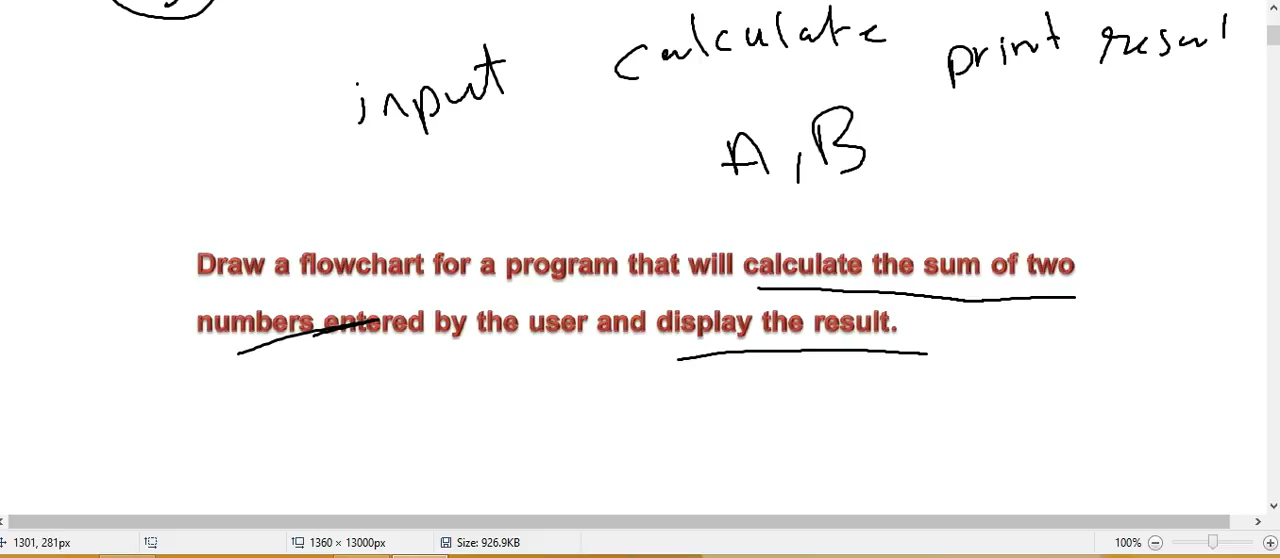 input calculate print resul
A, B
Draw a flowchart for a program that will calculate the sum of two
numbers entered by the user and display the result.
1301, 281px 1360 × 13000px Size: 926.9KB 100%